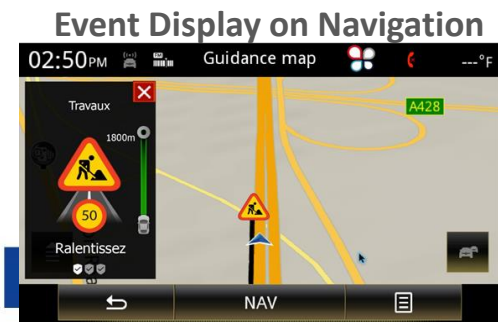 Event Display on Navigation
02:50PM Guidance map ---°F
Travaux
1800m
A428
50
Ralentissez
NAV